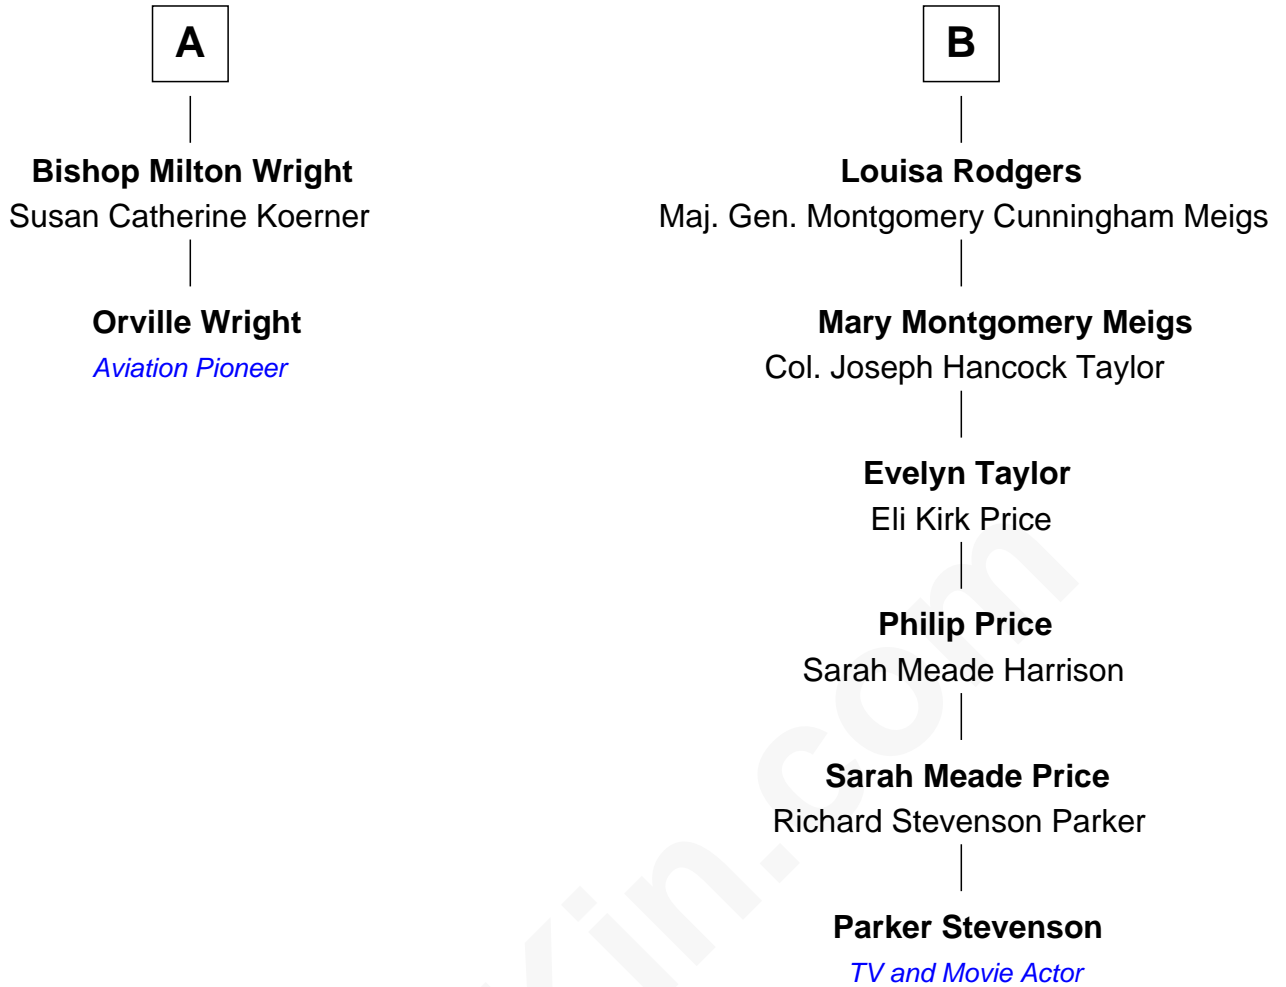 A
Bishop Milton Wright
Susan Catherine Koerner
Orville Wright
Aviation Pioneer
B
Louisa Rodgers
Maj. Gen. Montgomery Cunningham Meigs
Mary Montgomery Meigs
Col. Joseph Hancock Taylor
Evelyn Taylor
Eli Kirk Price
Philip Price
Sarah Meade Harrison
Sarah Meade Price
Richard Stevenson Parker
Parker Stevenson
TV and Movie Actor
Kin.com